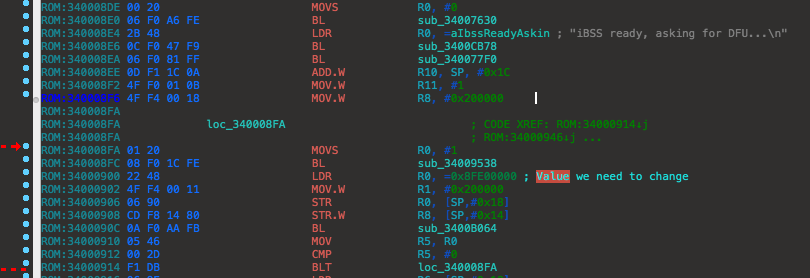 ROM:340008DE 00 20 MOVS R0, #0
ROM:340008E0 06 F0 A6 FE BL sub_34007630
ROM:340008E4 2B 48 LDR R0, =aIbssReadyAskin ; "iBSS ready, asking for DFU...\n"
ROM:340008E6 0C F0 47 F9 BL sub_3400CB78
ROM:340008EA 06 F0 81 FF BL sub_340077F0
ROM:340008EE 0D F1 1C 0A ADD.W R10, SP, #0x1C
ROM:340008F2 4F F0 01 0B MOV.W R11, #1
ROM:340008F6 4F F4 00 18 MOV.W R8, #0x200000
ROM:340008FA
ROM:340008FA loc_340008FA ; CODE XREF: ROM:34000914↓j
ROM:340008FA ; ROM:34000946↓j ...
ROM:340008FA 01 20 MOVS R0, #1
ROM:340008FC 08 F0 1C FE BL sub_34009538
ROM:34000900 22 48 LDR R0, =0x8FE00000 ; Value we need to change
ROM:34000902 4F F4 00 11 MOV.W R1, #0x200000
ROM:34000906 06 90 STR R0, [SP,#0x18]
ROM:34000908 CD F8 14 80 STR.W R8, [SP,#0x14]
ROM:3400090C 0A F0 AA FB BL sub_3400B064
ROM:34000910 05 46 MOV R5, R0
ROM:34000912 00 2D CMP R5, #0
ROM:34000914 F1 DB BLT loc_340008FA